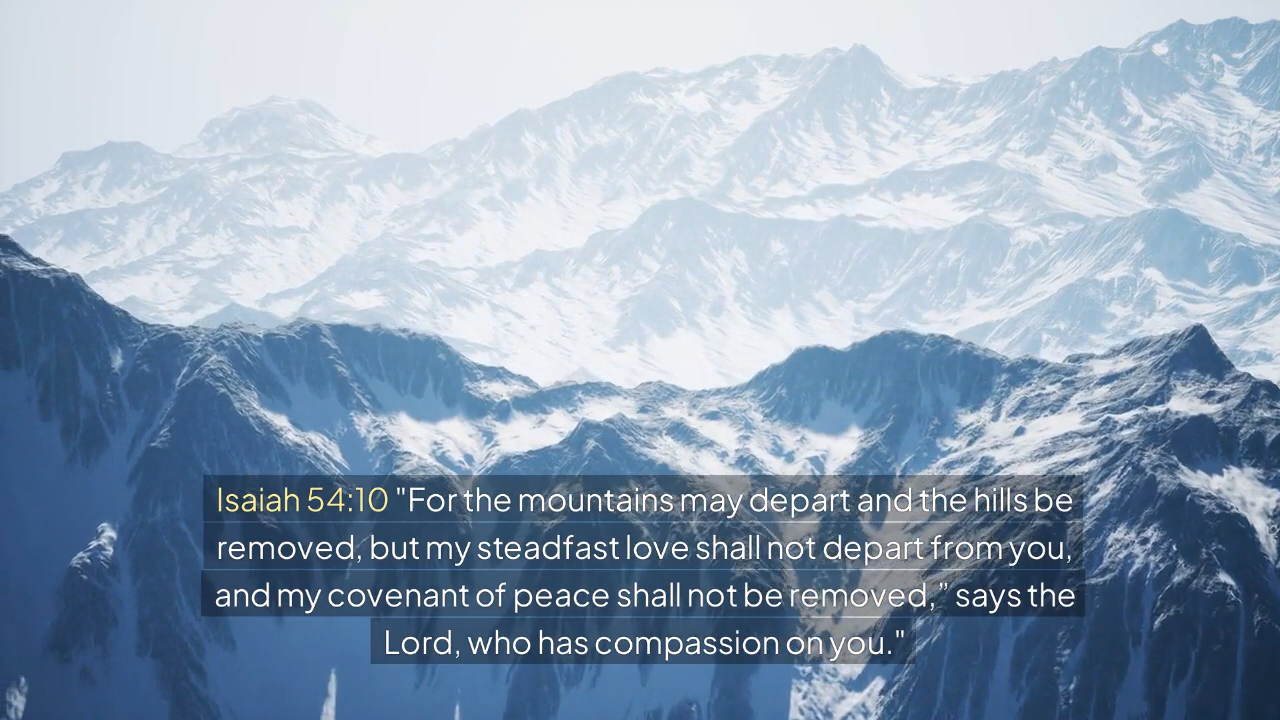 Isaiah 54:10 "For the mountains may depart and the hills be
removed, but my steadfast love shall not depart from you,
and my covenant of peace shall not be removed,” says the
Lord, who has compassion on you."